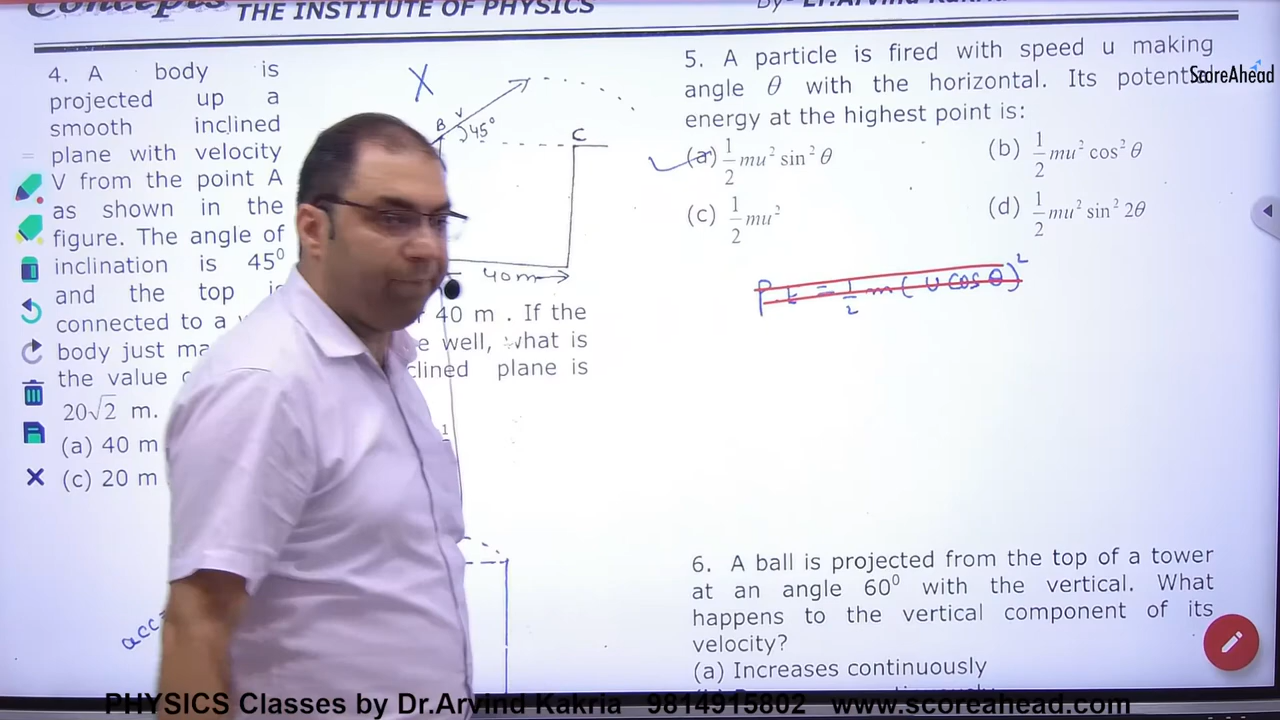 Concepts THE INSTITUTE OF PHYSICS By-
4. A body is
projected up a
smooth inclined
plane with velocity
V from the point A
as shown in the
figure. The angle of
inclination is 45⁰
and the top
connected to a
body just
the value
20√2 m.
(a) 40 m
(c) 20 m
40 m . If the
well, what is
plane is
X
B
V
45°
C
40m
acc=
5. A particle is fired with speed u making
angle θ with the horizontal. Its potential
energy at the highest point is:
ScoreAhead
(a) 1/2 mu² sin² θ (b) 1/2 mu² cos² θ
(c) 1/2 mu² (d) 1/2 mu² sin² 2θ
P.E = 1/2 m ( u cos θ)²
6. A ball is projected from the top of a tower
at an angle 60⁰ with the vertical. What
happens to the vertical component of its
velocity?
(a) Increases continuously
PHYSICS Classes by Dr.Arvind Kakria 9814915802 www.scoreahead.com